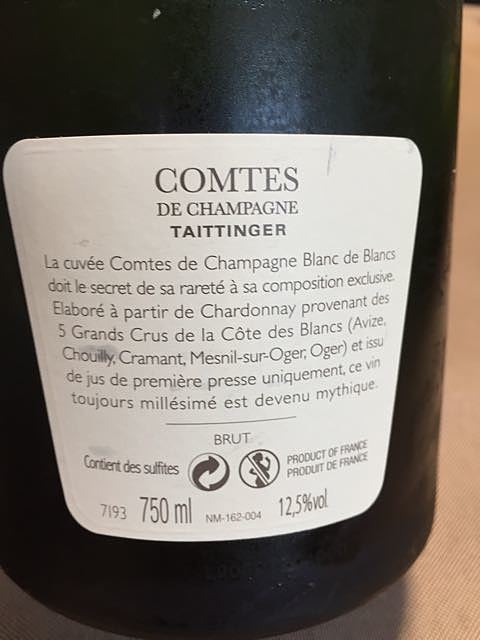 COMTES
DE CHAMPAGNE
TAITTINGER
La cuvée Comtes de Champagne Blanc de Blancs
doit le secret de sa rareté à sa composition exclusive.
Elaboré à partir de Chardonnay provenant des
5 Grands Crus de la Côte des Blancs (Avize,
Chouilly, Cramant, Mesnil-sur-Oger, Oger) et issu
de jus de première presse uniquement, ce vin
toujours millésimé est devenu mythique.
BRUT
Contient des sulfites
PRODUCT OF FRANCE
PRODUIT DE FRANCE
7193 750 ml NM-162-004 12,5%vol.